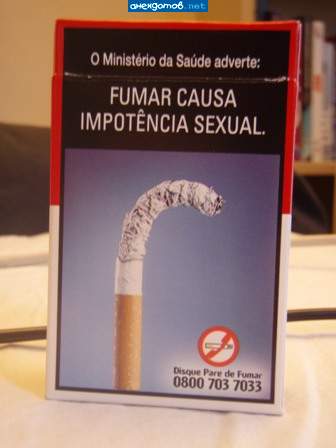 анекдотов.net
O Ministério da Saúde adverte:
FUMAR CAUSA
IMPOTÊNCIA SEXUAL.
Disque Pare de Fumar
0800 703 7033